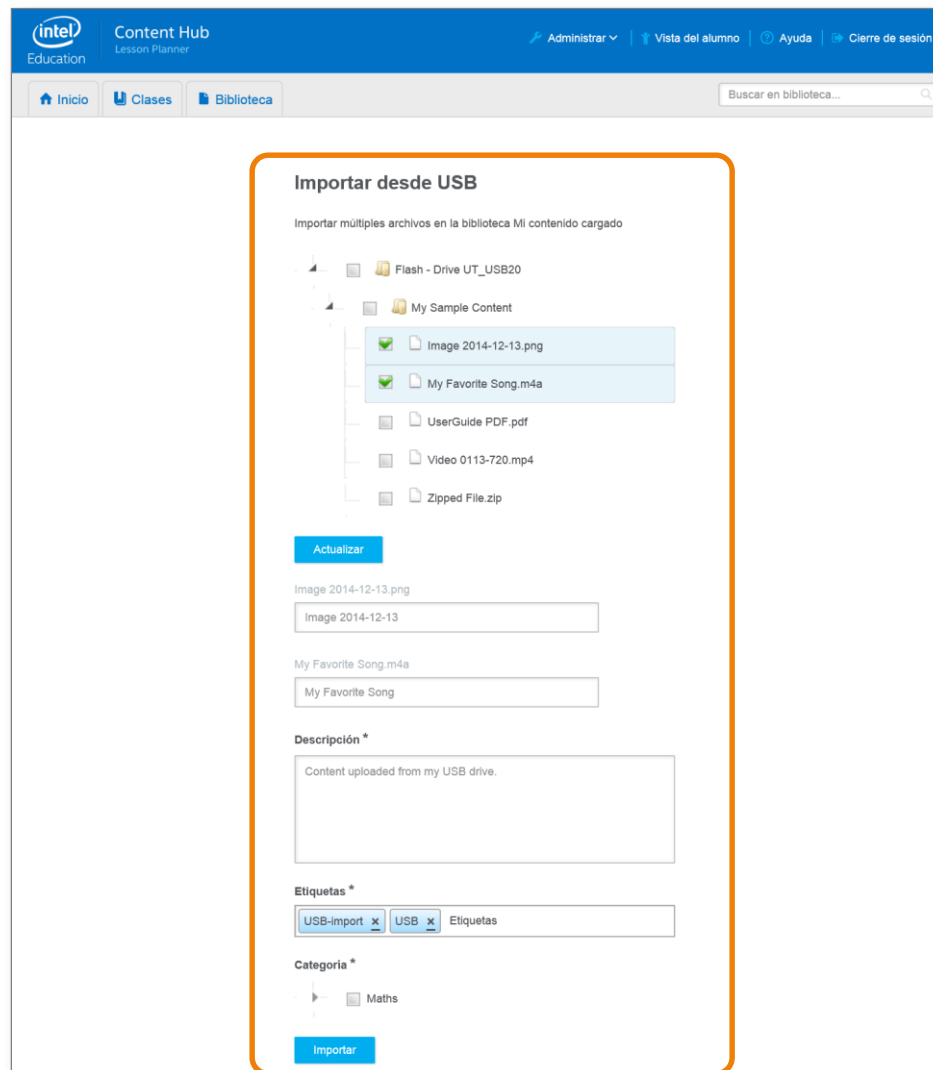 intel
Education
Content Hub
Lesson Planner
Administrar
Vista del alumno
Ayuda
Cierre de sesión
Inicio
Clases
Biblioteca
Buscar en biblioteca...
Importar desde USB
Importar múltiples archivos en la biblioteca Mi contenido cargado
Flash - Drive UT_USB20
My Sample Content
Image 2014-12-13.png
My Favorite Song.m4a
UserGuide PDF.pdf
Video 0113-720.mp4
Zipped File.zip
Actualizar
Image 2014-12-13.png
Image 2014-12-13
My Favorite Song.m4a
My Favorite Song
Descripción *
Content uploaded from my USB drive.
Etiquetas *
USB-import x USB x Etiquetas
Categoria *
Maths
Importar